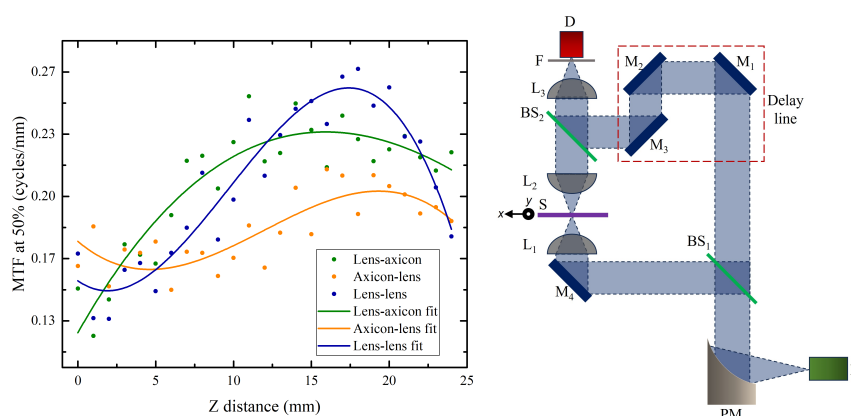 MTF at 50% (cycles/mm)
0.27
0.23
0.20
0.17
0.13
Lens-axicon
Axicon-lens
Lens-lens
Lens-axicon fit
Axicon-lens fit
Lens-lens fit
0 5 10 15 20 25
Z distance (mm)
D
F
L3
BS2
M2
M1
Delay line
M3
L2
y
x
S
L1
M4
BS1
PM